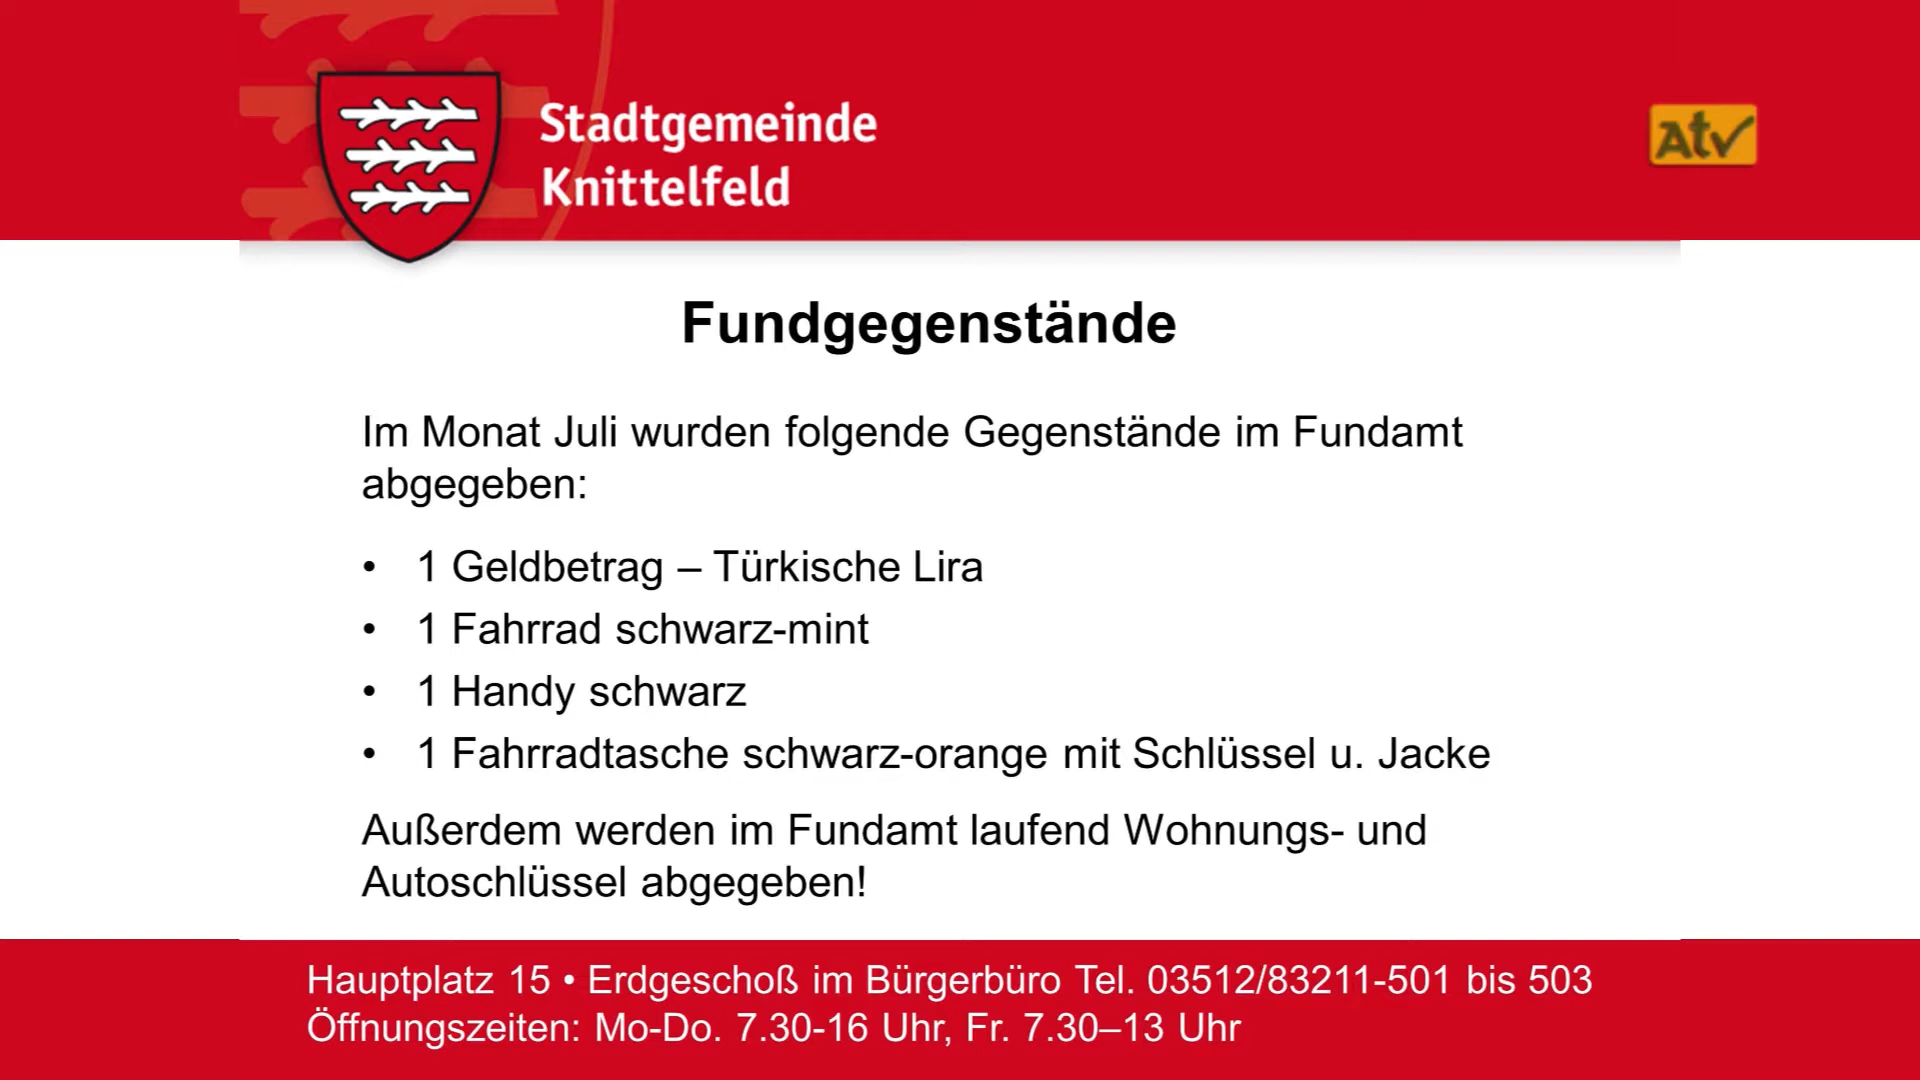 Stadtgemeinde
Knittelfeld
Atv
Fundgegenstände
Im Monat Juli wurden folgende Gegenstände im Fundamt
abgegeben:
• 1 Geldbetrag – Türkische Lira
• 1 Fahrrad schwarz-mint
• 1 Handy schwarz
• 1 Fahrradtasche schwarz-orange mit Schlüssel u. Jacke
Außerdem werden im Fundamt laufend Wohnungs- und
Autoschlüssel abgegeben!
Hauptplatz 15 • Erdgeschoß im Bürgerbüro Tel. 03512/83211-501 bis 503
Öffnungszeiten: Mo-Do. 7.30-16 Uhr, Fr. 7.30–13 Uhr